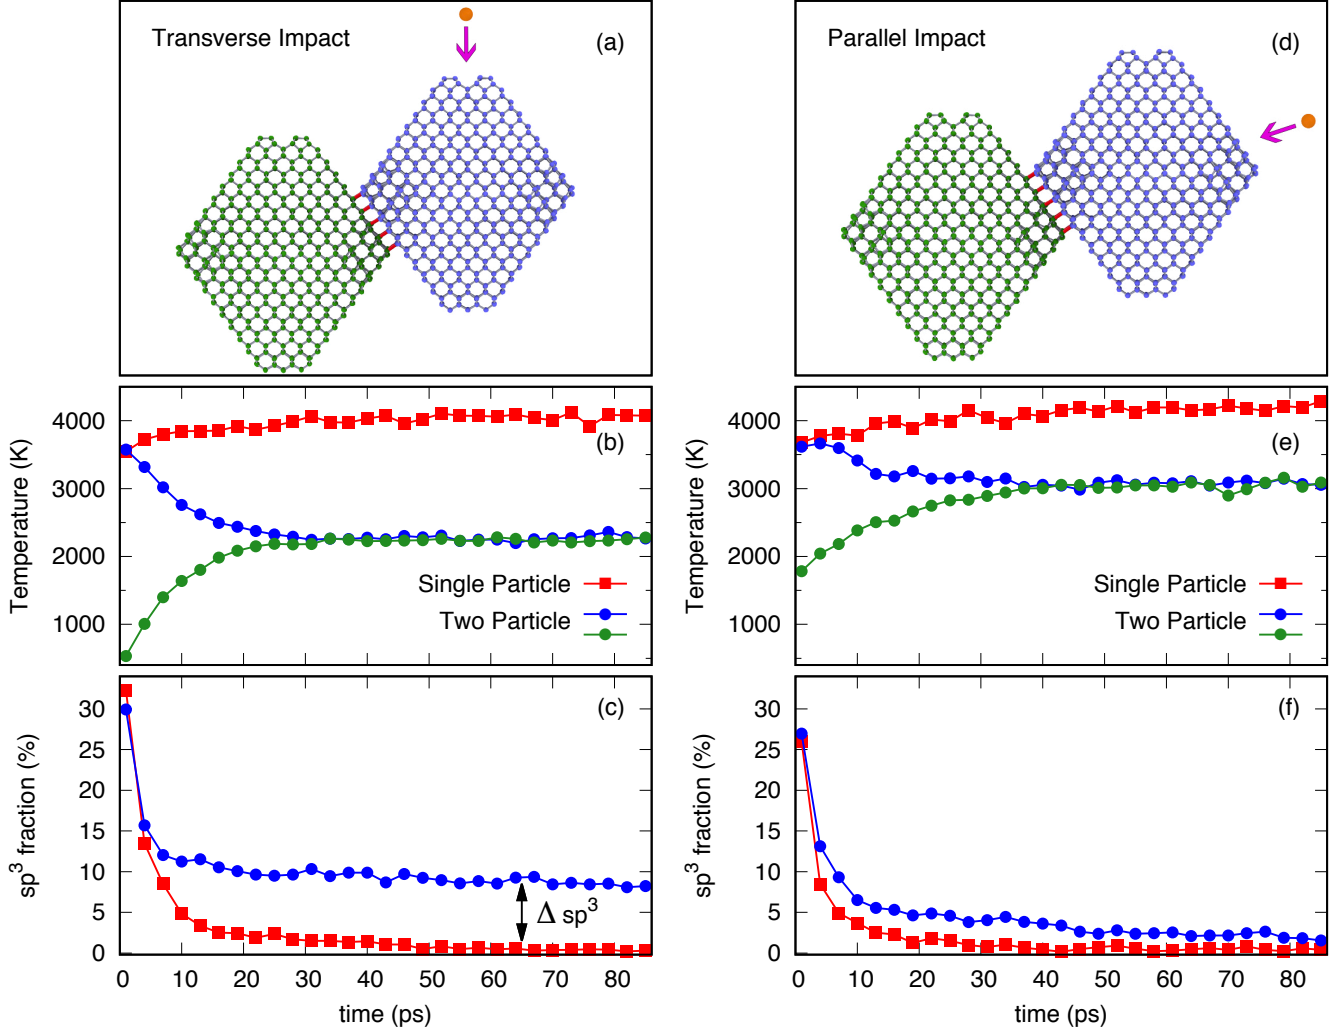 Transverse Impact
(a)
Parallel Impact
(d)
4000
3000
2000
1000
Temperature (K)
(b)
Single Particle
Two Particle
4000
3000
2000
1000
Temperature (K)
(e)
Single Particle
Two Particle
30
25
20
15
10
5
0
sp³ fraction (%)
(c)
Δ sp³
0 10 20 30 40 50 60 70 80
time (ps)
30
25
20
15
10
5
0
sp³ fraction (%)
(f)
0 10 20 30 40 50 60 70 80
time (ps)